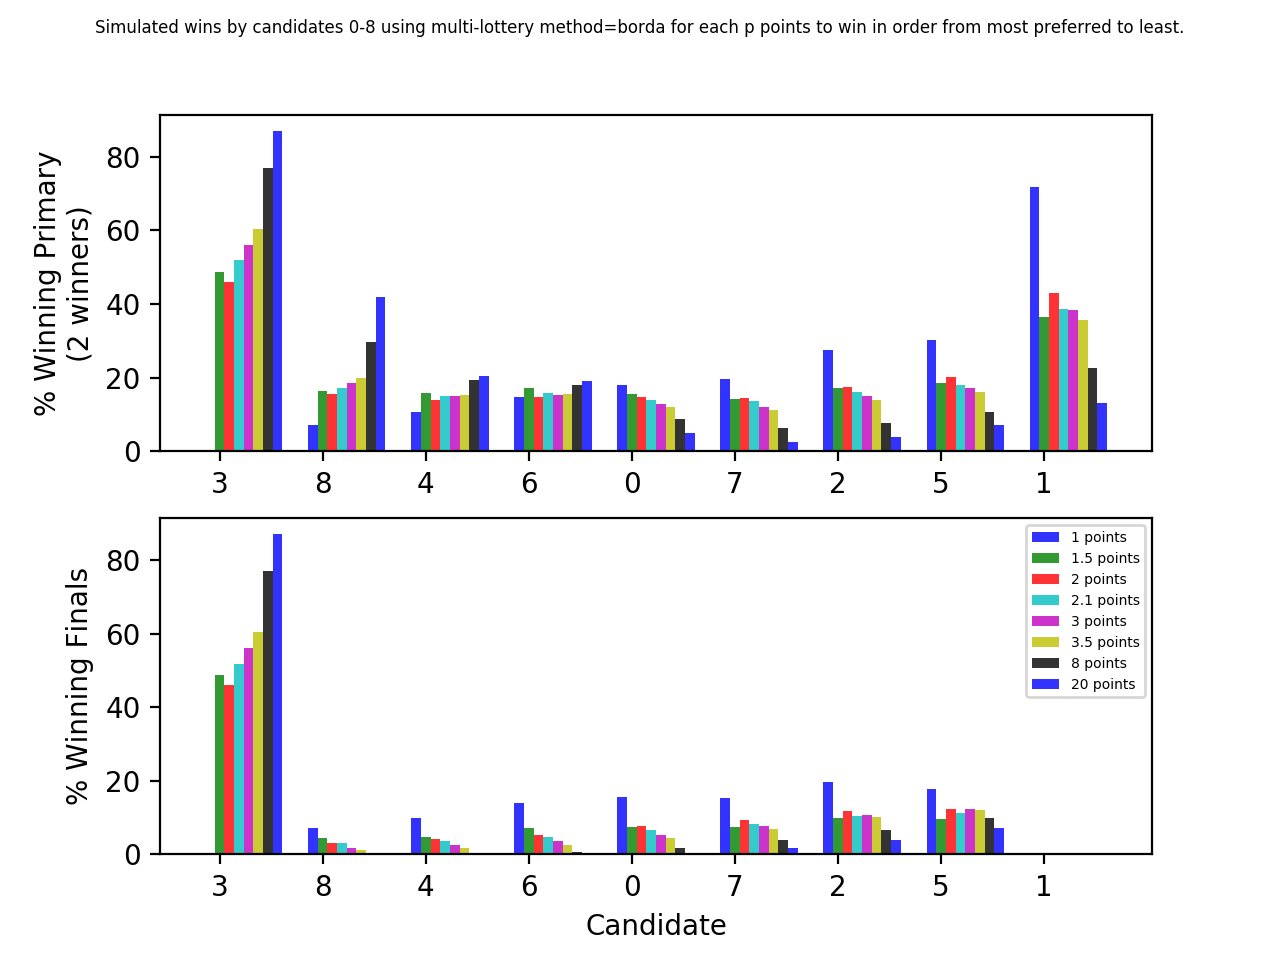 Simulated wins by candidates 0-8 using multi-lottery method=borda for each p points to win in order from most preferred to least.
% Winning Primary
(2 winners)
80
60
40
20
0
3 8 4 6 0 7 2 5 1
% Winning Finals
80
60
40
20
0
1 points
1.5 points
2 points
2.1 points
3 points
3.5 points
8 points
20 points
3 8 4 6 0 7 2 5 1
Candidate